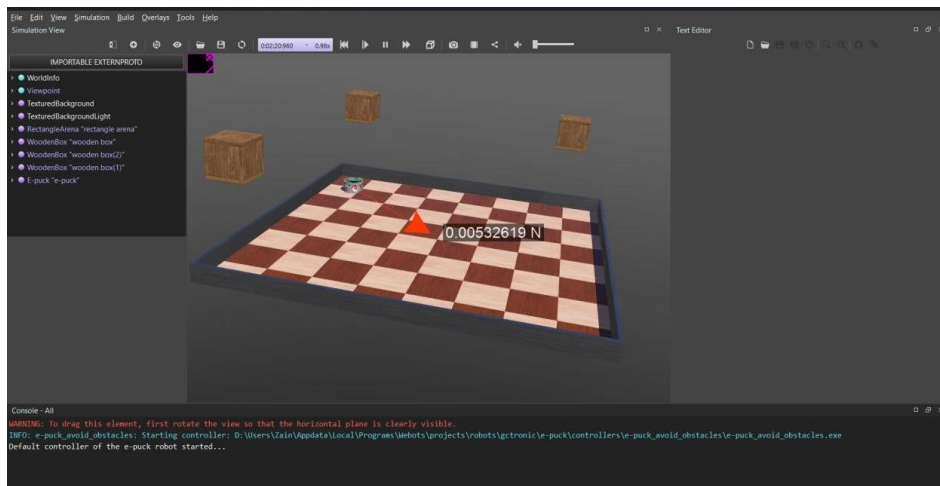 File Edit View Simulation Build Overlays Tools Help
Simulation View
Text Editor
0:02:20:960 - 0.98x
IMPORTABLE EXTERNPROTO
WorldInfo
Viewpoint
TexturedBackground
TexturedBackgroundLight
RectangleArena "rectangle arena"
WoodenBox "wooden box"
WoodenBox "wooden box(2)"
WoodenBox "wooden box(1)"
E-puck "e-puck"
0.00532619 N
Console - All
WARNING: To drag this element, first rotate the view so that the horizontal plane is clearly visible.
INFO: e-puck_avoid_obstacles: Starting controller: D:\Users\Zain\Appdata\Local\Programs\Webots\projects\robots\gctronic\e-puck\controllers\e-puck_avoid_obstacles\e-puck_avoid_obstacles.exe
Default controller of the e-puck robot started...